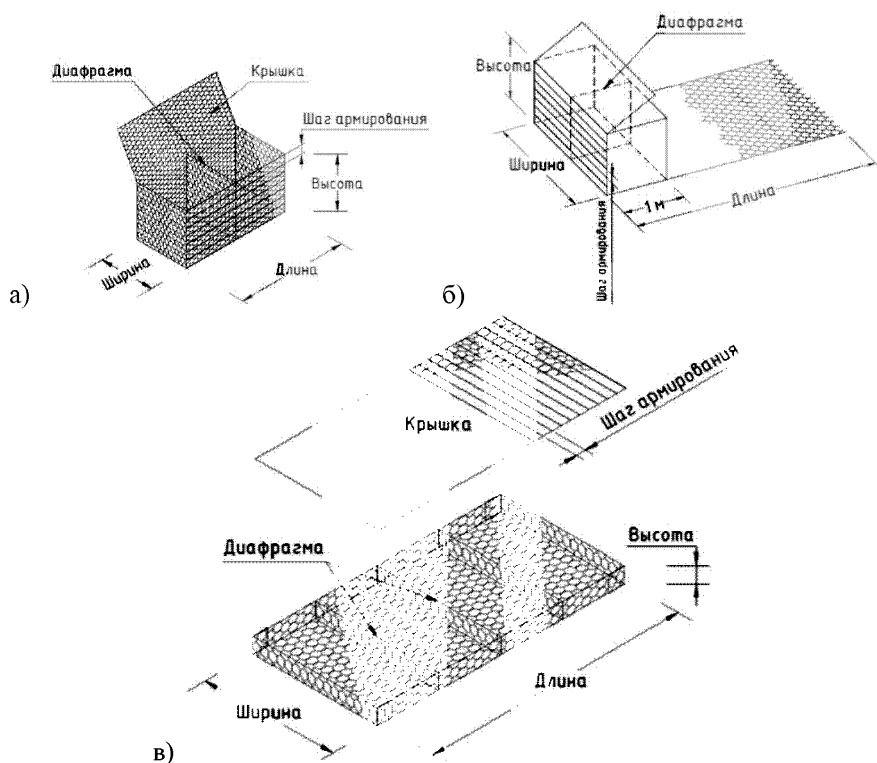 Диафрагма
Крышка
Шаг армирования
Высота
Ширина
Длина
а)
Диафрагма
Высота
Ширина
1 м
Длина
Шаг армирования
б)
Крышка
Шаг армирования
Диафрагма
Высота
Ширина
Длина
в)